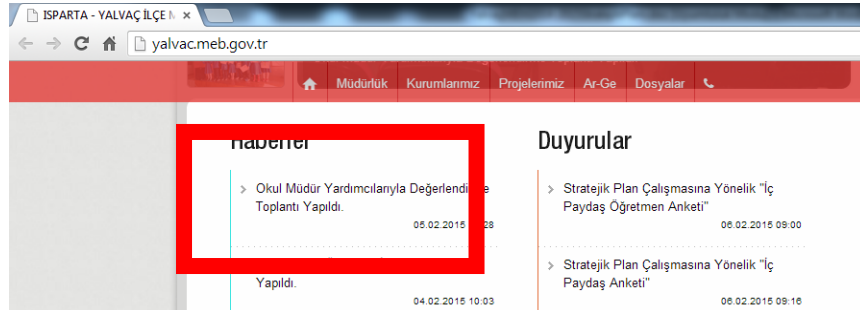 ISPARTA - YALVAÇ İLÇE
yalvac.meb.gov.tr
Müdürlük Kurumlarımız Projelerimiz Ar-Ge Dosyalar
Haberler
Okul Müdür Yardımcılarıyla
Toplantı Yapıldı.
05.02.2015
Yapıldı.
04.02.2015 10:03
Duyurular
Stratejik Plan Çalışmasına Yönelik "İç
Paydaş Öğretmen Anketi"
06.02.2015 09:00
Stratejik Plan Çalışmasına Yönelik "İç
Paydaş Anketi"
06.02.2015 09:16